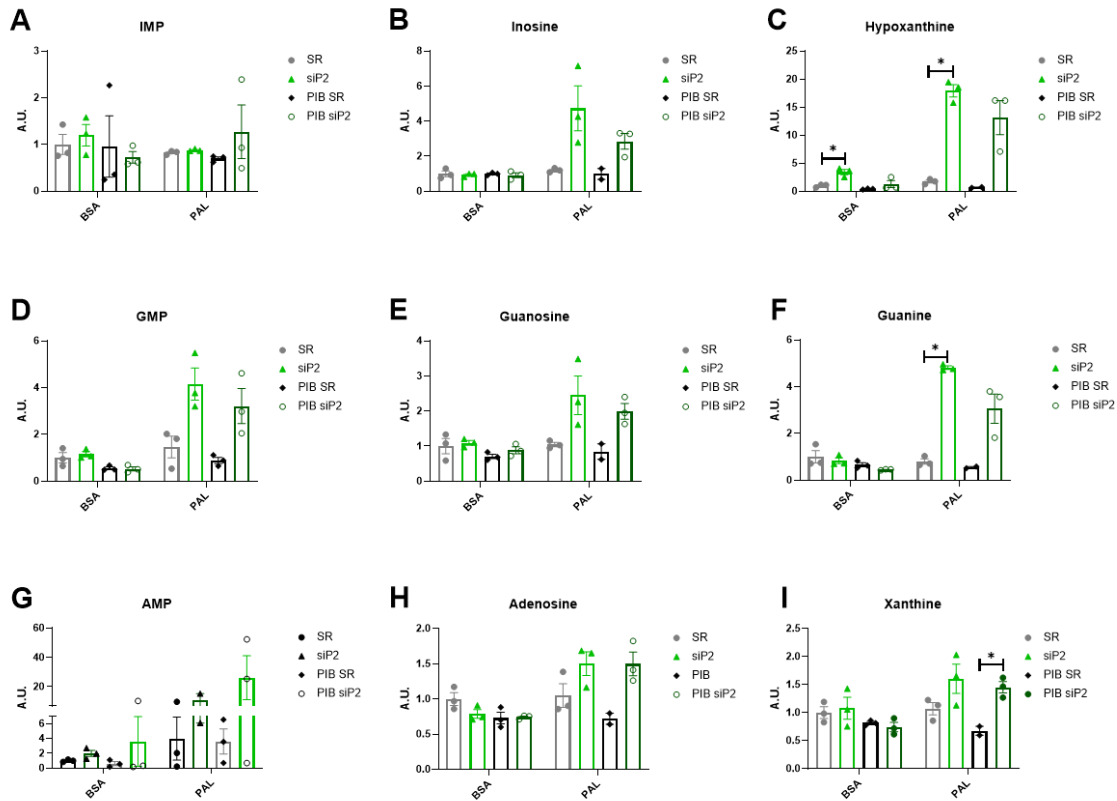 A
IMP
A.U.
3
2
1
0
BSA
PAL
SR
siP2
PIB SR
PIB siP2
B
Inosine
A.U.
8
6
4
2
0
BSA
PAL
SR
siP2
PIB SR
PIB siP2
C
Hypoxanthine
A.U.
25
20
15
10
5
0
*
*
BSA
PAL
SR
siP2
PIB SR
PIB siP2
D
GMP
A.U.
6
4
2
0
BSA
PAL
SR
siP2
PIB SR
PIB siP2
E
Guanosine
A.U.
4
3
2
1
0
BSA
PAL
SR
siP2
PIB SR
PIB siP2
F
Guanine
A.U.
6
4
2
0
*
BSA
PAL
SR
siP2
PIB SR
PIB siP2
G
AMP
A.U.
60
40
20
6
4
2
0
BSA
PAL
SR
siP2
PIB SR
PIB siP2
H
Adenosine
A.U.
2.0
1.5
1.0
0.5
0.0
BSA
PAL
SR
siP2
PIB
PIB siP2
I
Xanthine
A.U.
2.5
2.0
1.5
1.0
0.5
0.0
*
BSA
PAL
SR
siP2
PIB SR
PIB siP2